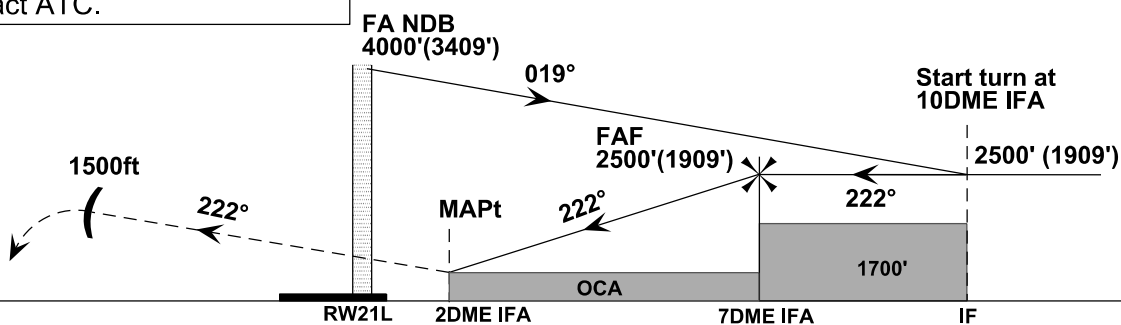 act ATC.
FA NDB
4000'(3409')
019°
Start turn at
10DME IFA
FAF
2500'(1909')
2500' (1909')
1500ft
222°
MAPt
222°
222°
1700'
OCA
RW21L
2DME IFA
7DME IFA
IF